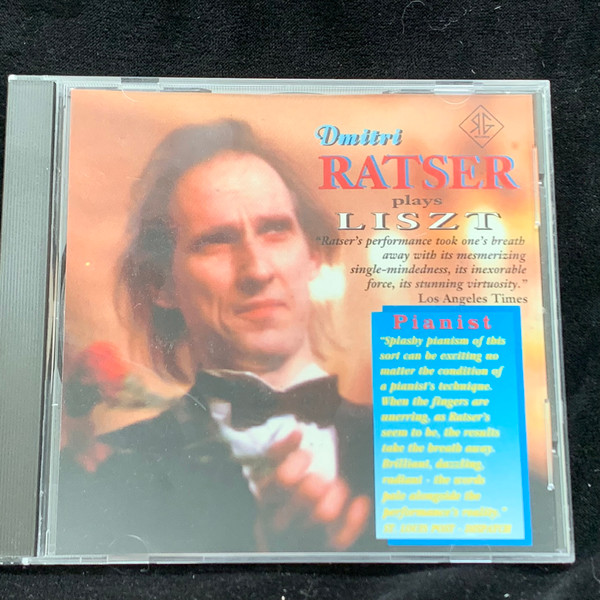 Dmitri
RATSER
plays
LISZT
"Ratser's performance took one's breath
away with its mesmerizing
single-mindedness, its inexorable
force, its stunning virtuosity."
Los Angeles Times
Pianist
"Splashy pianism of this
sort can be exciting no
matter the condition of
a pianist's technique.
When the fingers are
unerring, as Ratser's
seem to be, the results
take the breath away.
Brilliant, dazzling,
radiant - the words
pale alongside the
performance's reality."